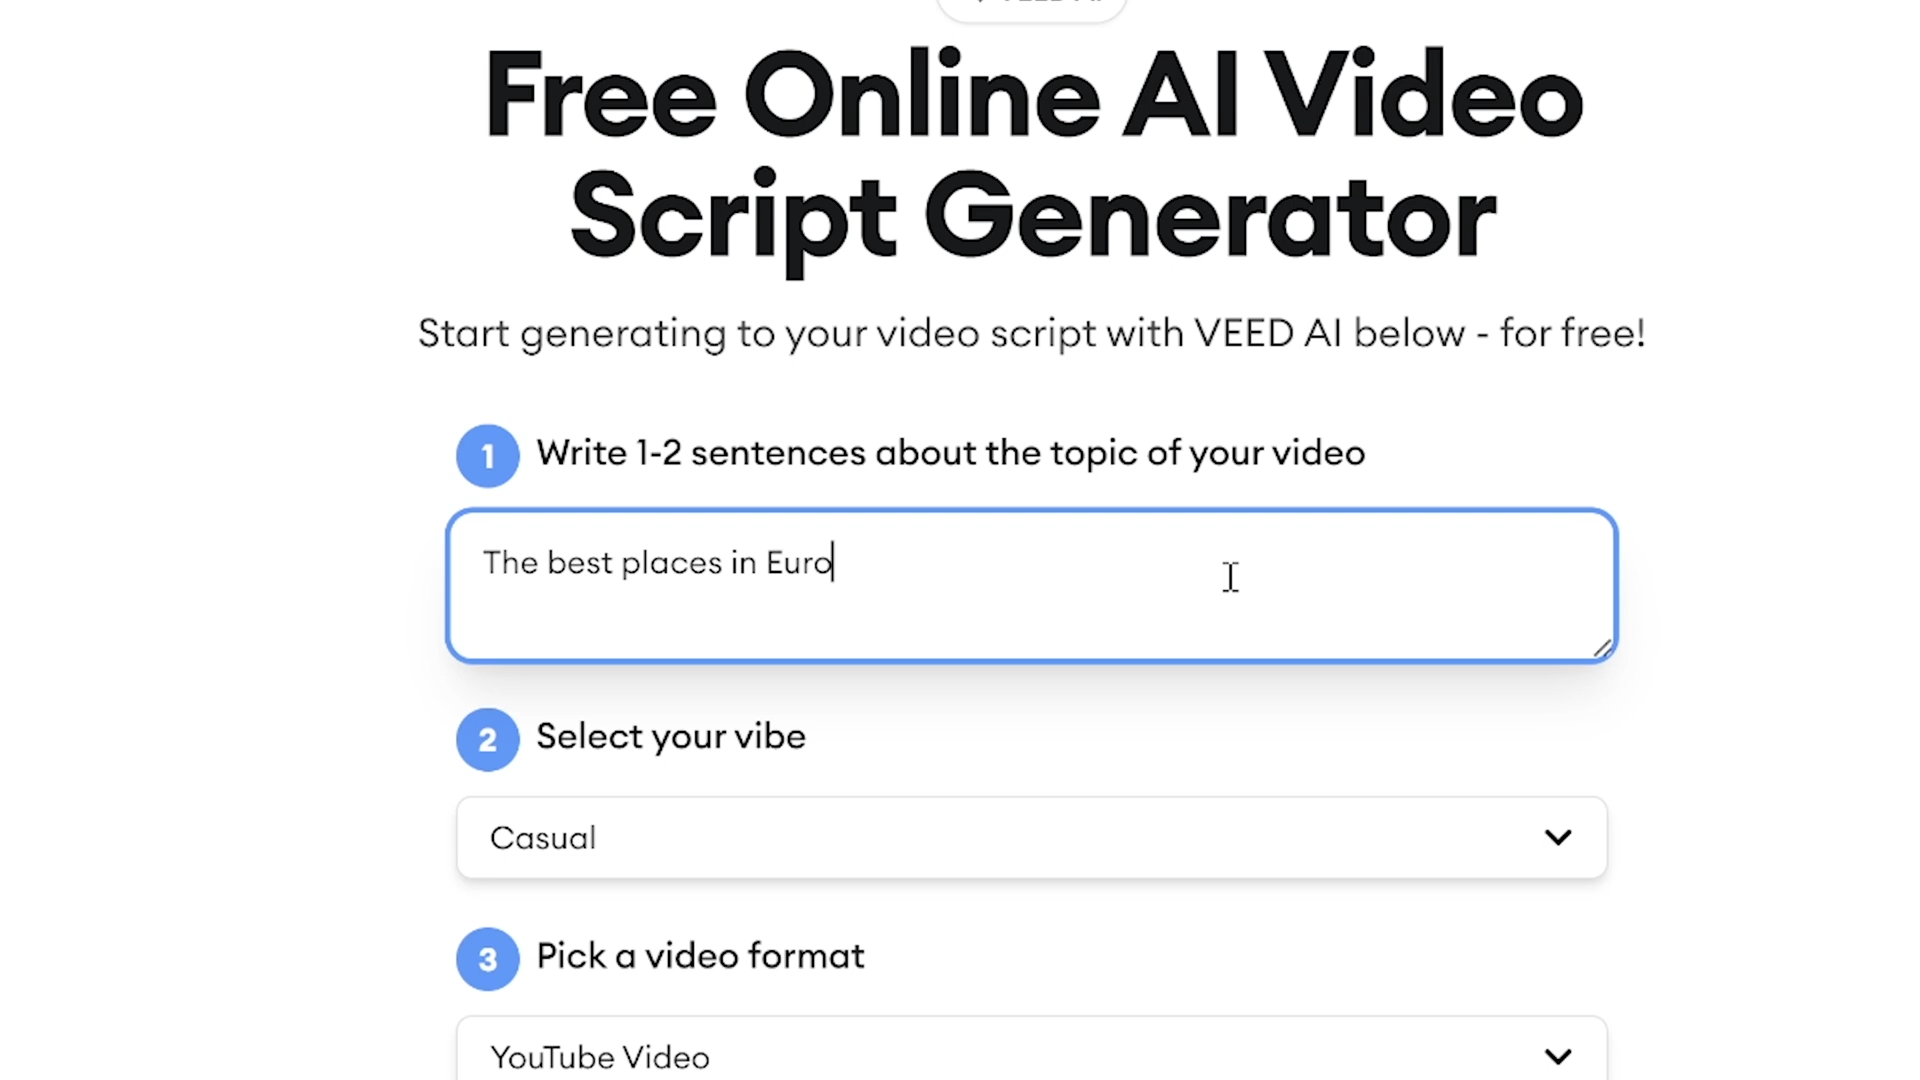 Free Online AI Video
Script Generator
Start generating to your video script with VEED AI below - for free!
1 Write 1-2 sentences about the topic of your video
The best places in Euro
2 Select your vibe
Casual
3 Pick a video format
YouTube Video